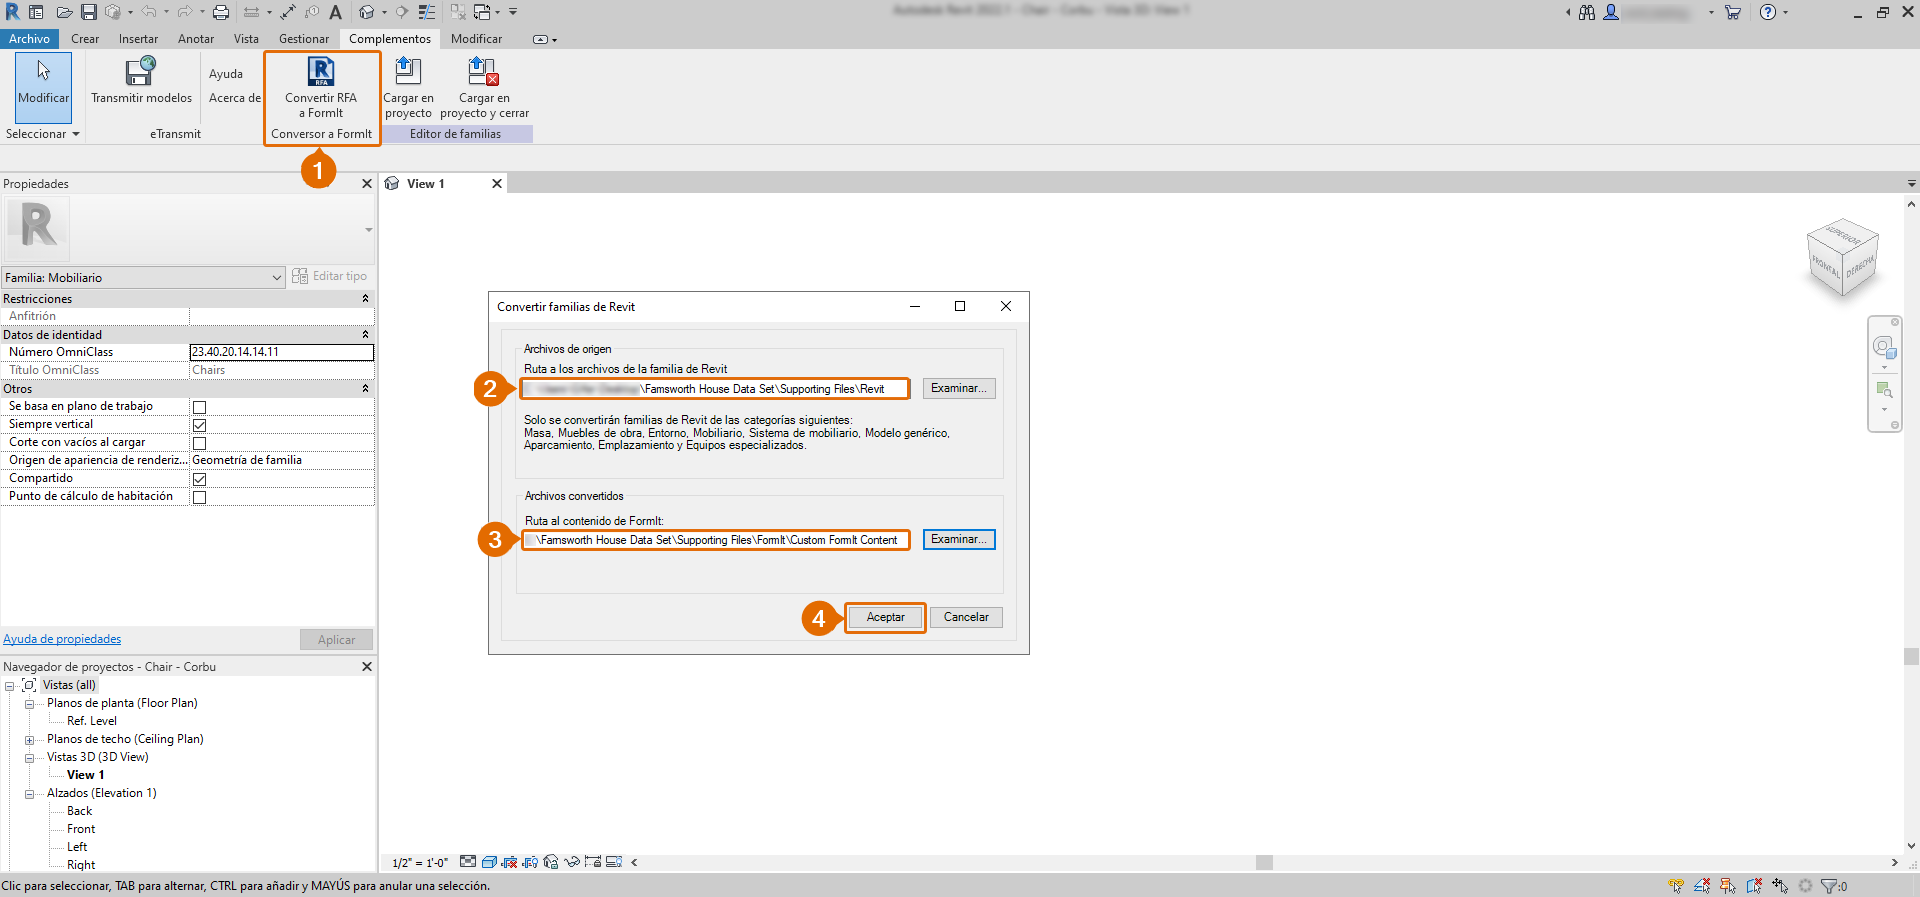 Archivo Crear Insertar Anotar Vista Gestionar Complementos Modificar
Modificar
Seleccionar
Transmitir modelos
eTransmit
Ayuda
Acerca de
RFA
Convertir RFA
a FormIt
Conversor a FormIt
Cargar en
proyecto
Cargar en
proyecto y cerrar
Editor de familias
1
Propiedades
View 1
Familia: Mobiliario
Editar tipo
Restricciones
Anfitrión
Datos de identidad
Número OmniClass 23.40.20.14.14.11
Título OmniClass Chairs
Otros
Se basa en plano de trabajo
Siempre vertical
Corte con vacíos al cargar
Origen de apariencia de renderiz... Geometría de familia
Compartido
Punto de cálculo de habitación
Ayuda de propiedades
Aplicar
Navegador de proyectos - Chair - Corbu
Vistas (all)
Planos de planta (Floor Plan)
Ref. Level
Planos de techo (Ceiling Plan)
Vistas 3D (3D View)
View 1
Alzados (Elevation 1)
Back
Front
Left
Right
SUPERIOR
FRONTAL
DERECHA
Convertir familias de Revit
Archivos de origen
Ruta a los archivos de la familia de Revit
2
\Farnsworth House Data Set\Supporting Files\Revit
Examinar...
Solo se convertirán familias de Revit de las categorías siguientes:
Masa, Muebles de obra, Entorno, Mobiliario, Sistema de mobiliario, Modelo genérico,
Aparcamiento, Emplazamiento y Equipos especializados.
Archivos convertidos
Ruta al contenido de FormIt:
3
\Farnsworth House Data Set\Supporting Files\FormIt\Custom FormIt Content
Examinar...
4
Aceptar
Cancelar
1/2" = 1'-0"
Clic para seleccionar, TAB para alternar, CTRL para añadir y MAYÚS para anular una selección.
:0